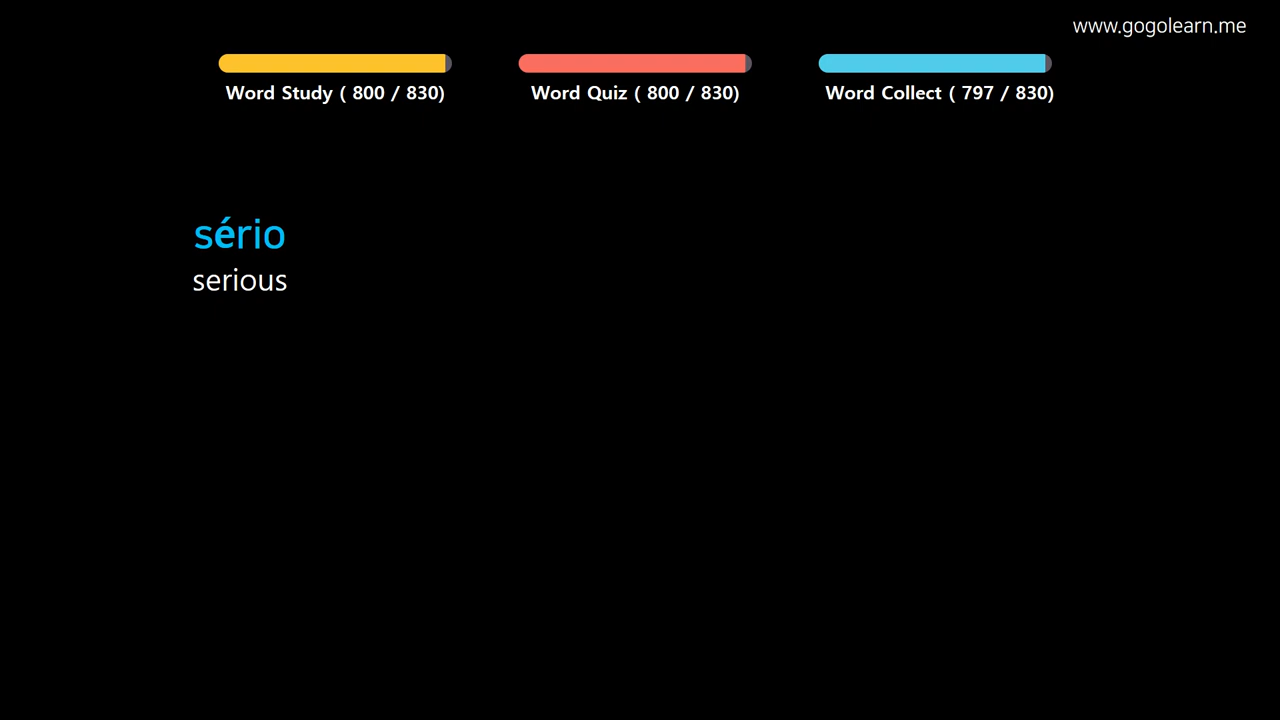 www.gogolearn.me
Word Study ( 800 / 830)
Word Quiz ( 800 / 830)
Word Collect ( 797 / 830)
sério
serious